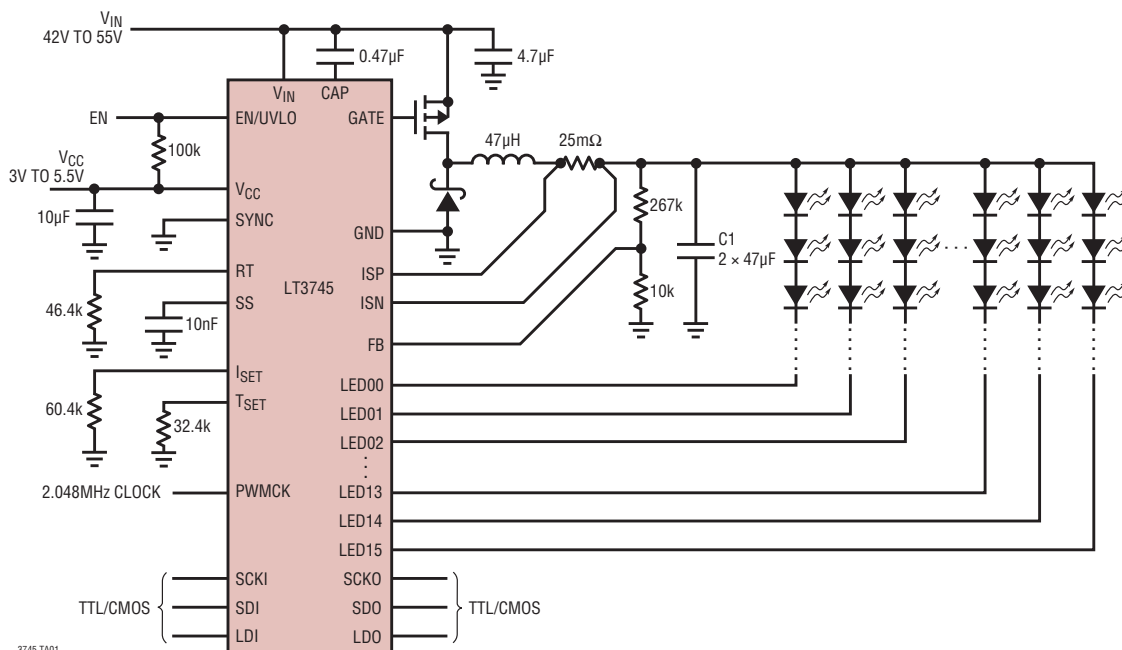 VIN
42V TO 55V
0.47µF
4.7µF
VIN
CAP
EN
EN/UVLO
GATE
100k
47µH
25mΩ
VCC
3V TO 5.5V
VCC
10µF
SYNC
GND
267k
C1
2 × 47µF
RT
ISP
LT3745
10k
46.4k
SS
10nF
ISN
FB
ISET
LED00
60.4k
TSET
32.4k
LED01
LED02
2.048MHz CLOCK
PWMCK
LED13
LED14
LED15
SCKI
SCKO
TTL/CMOS
SDI
SDO
TTL/CMOS
LDI
LDO
3745 TA01